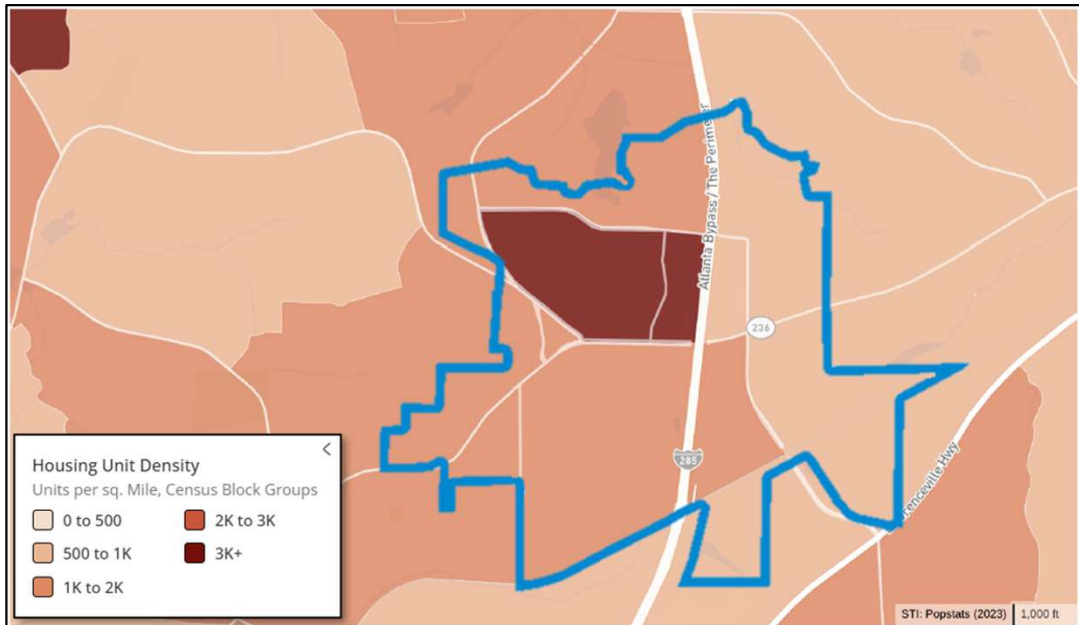 Atlanta Bypass / The Perimeter
236
285
Housing Unit Density
Units per sq. Mile, Census Block Groups
0 to 500
2K to 3K
500 to 1K
3K+
1K to 2K
renceville Hwy
STI: Popstats (2023)
1,000 ft